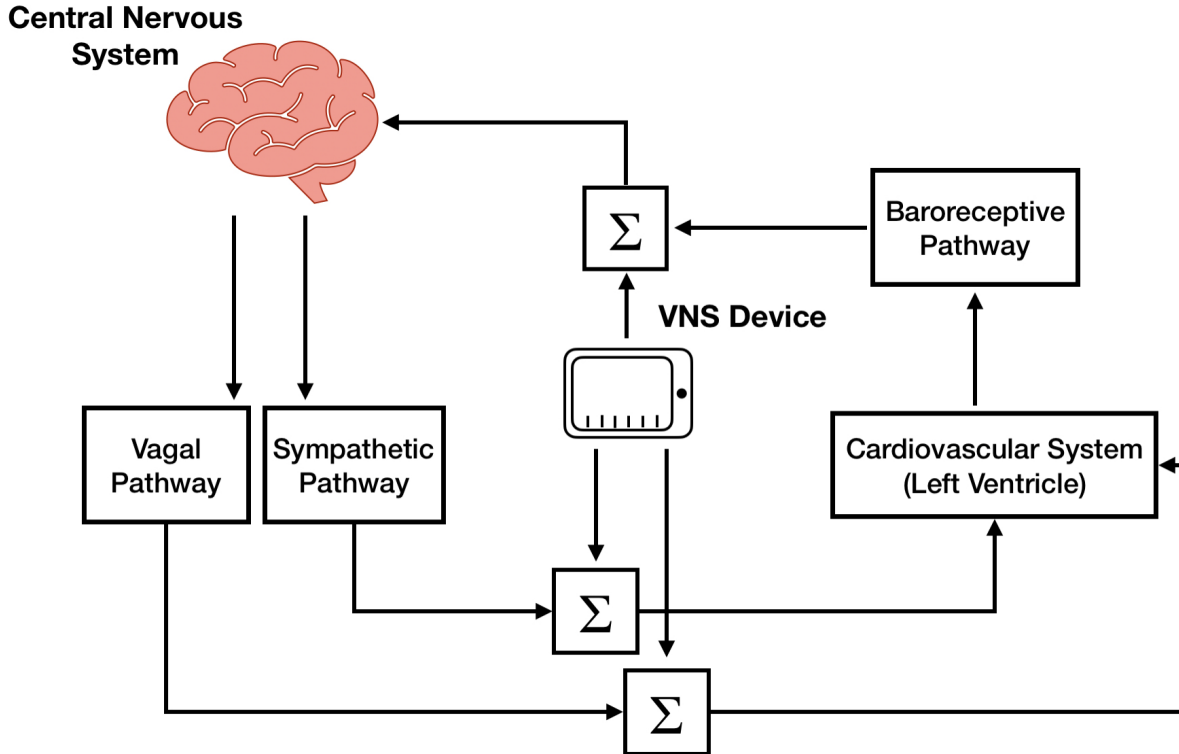 Central Nervous
System
Σ
Baroreceptive
Pathway
VNS Device
Vagal
Pathway
Sympathetic
Pathway
Cardiovascular System
(Left Ventricle)
Σ
Σ